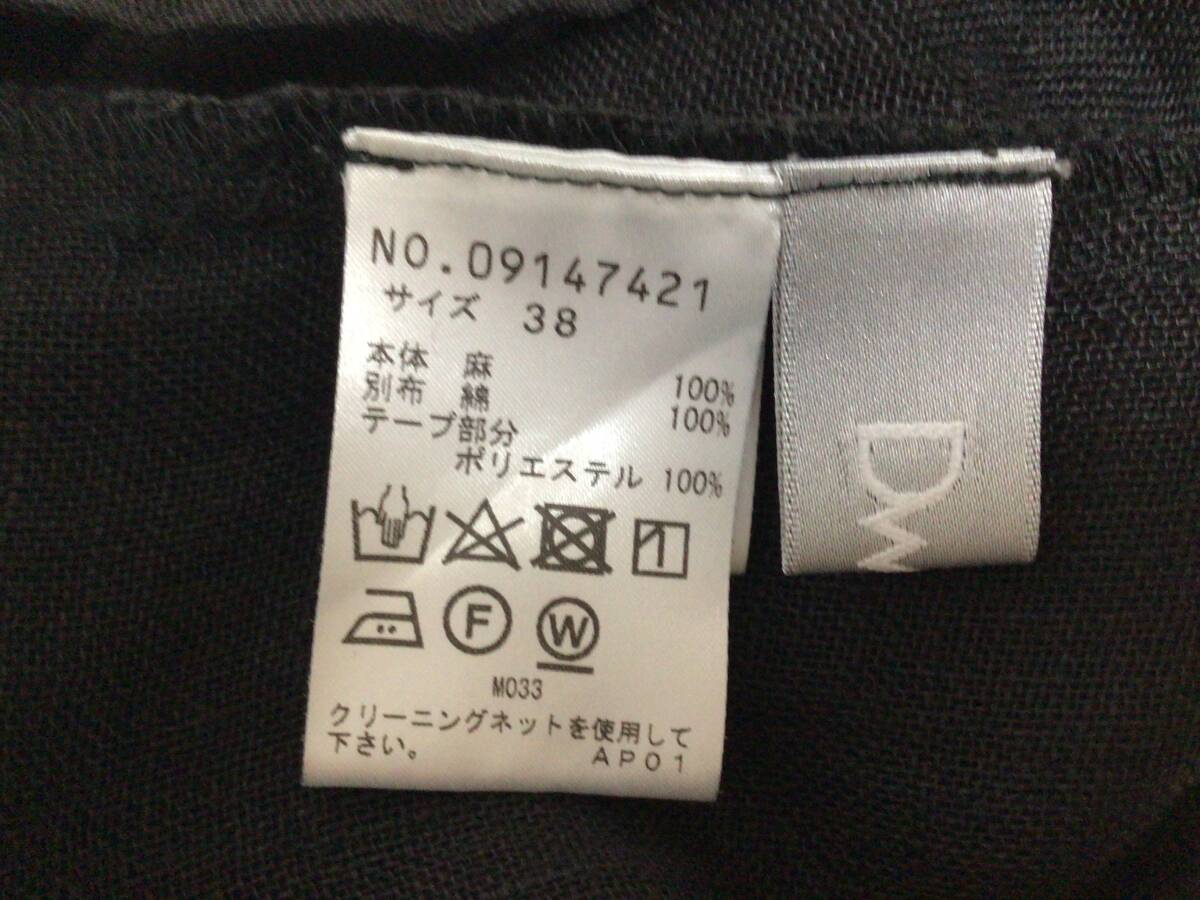 NO.09147421
サイズ 38
本体 麻 100%
別布 綿 100%
テープ部分
ポリエステル 100%
F W
M033
クリーニングネットを使用して
下さい。 AP01
DW